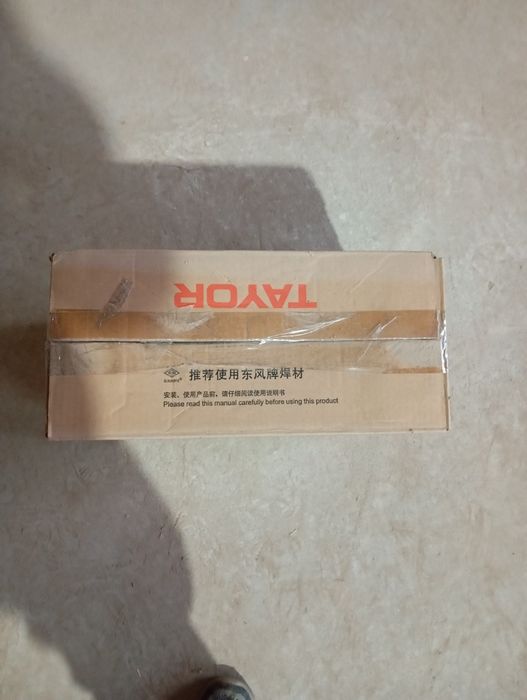 TAYOR
推荐使用东风牌焊材
安装、使用产品前，请仔细阅读使用说明书
Please read this manual carefully before using this product